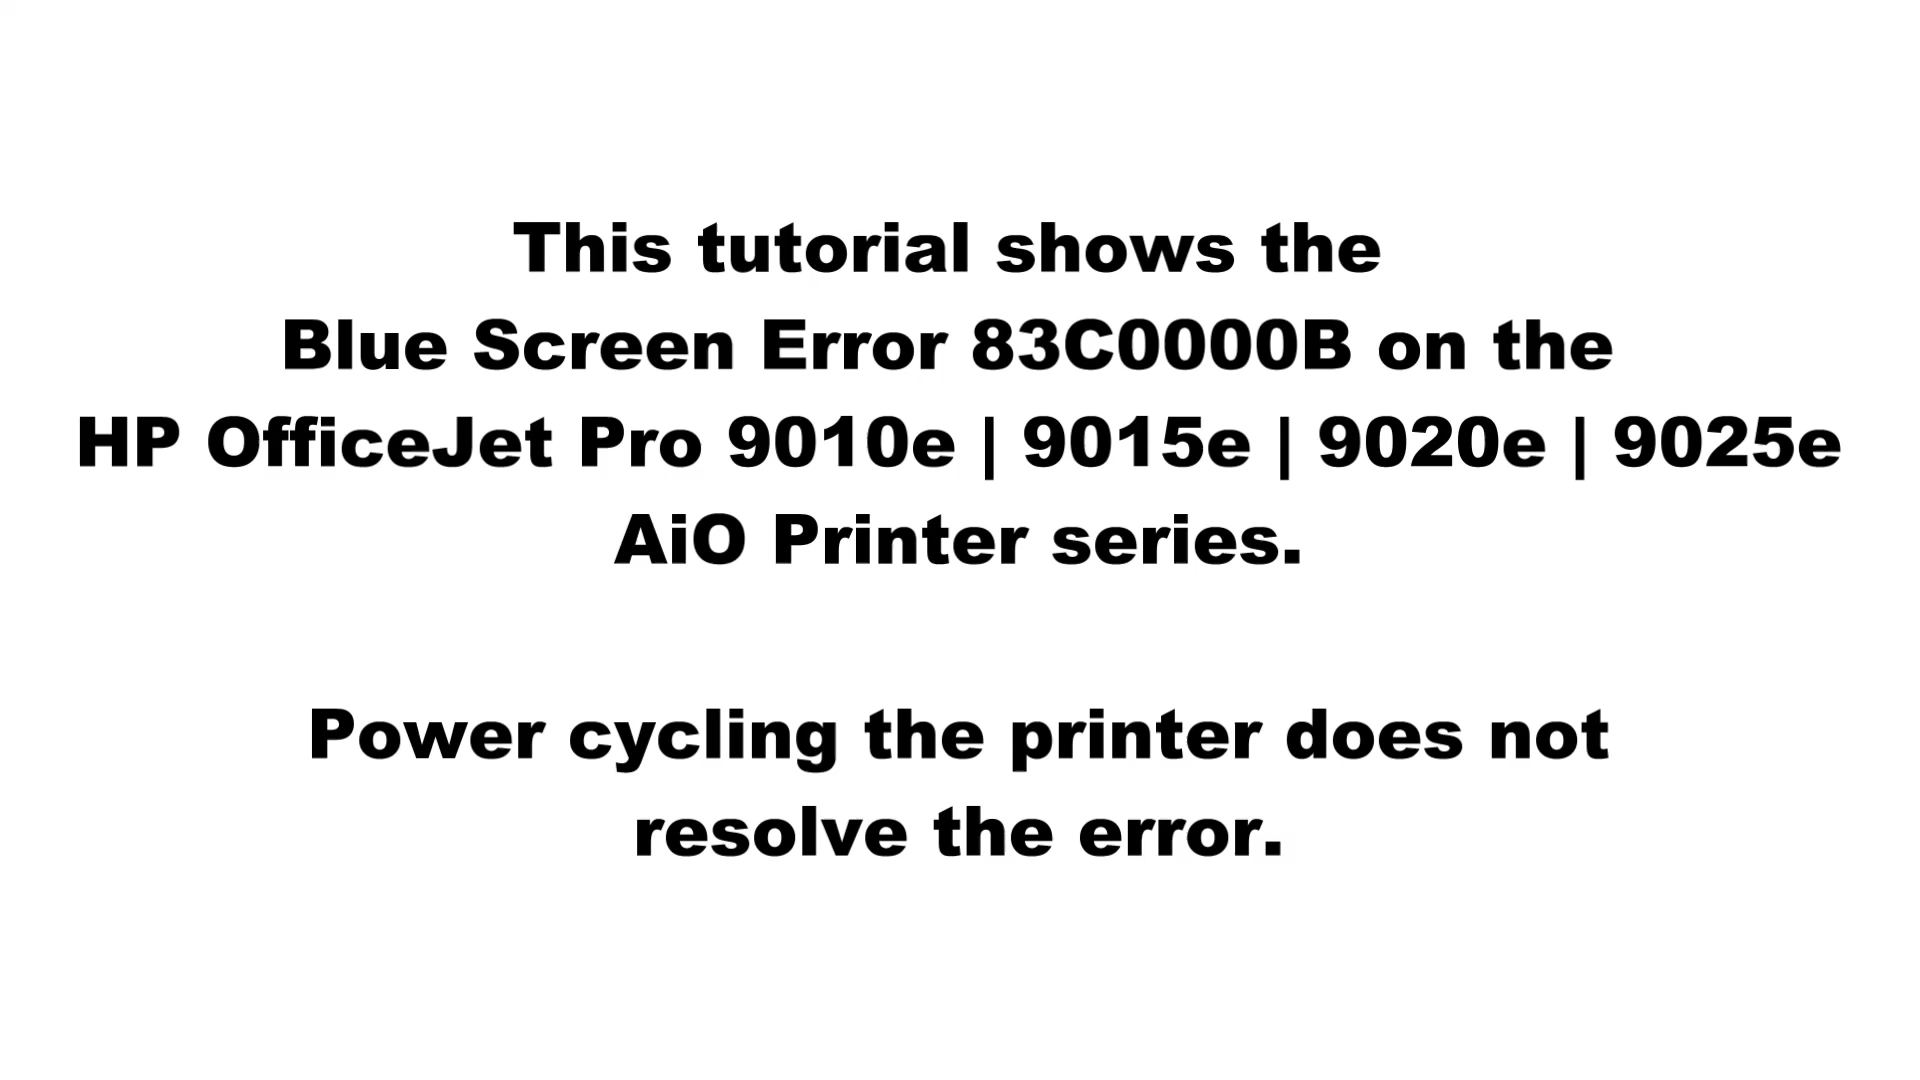 This tutorial shows the
Blue Screen Error 83C0000B on the
HP OfficeJet Pro 9010e | 9015e | 9020e | 9025e
AiO Printer series.
Power cycling the printer does not
resolve the error.